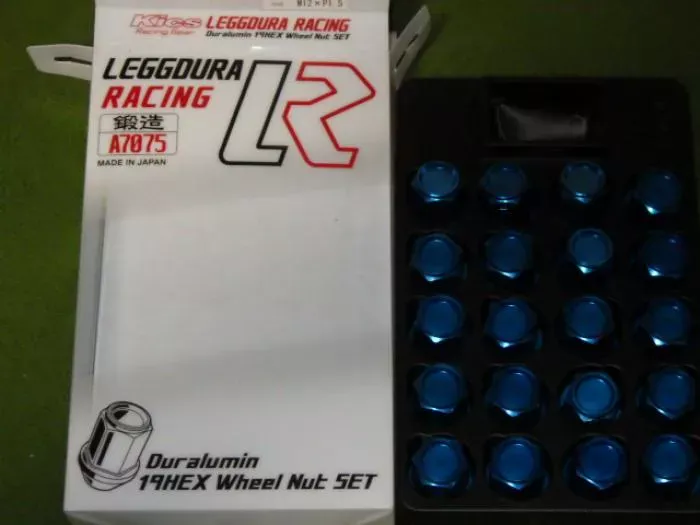 M12×P1.5
Kics LEGGDURA RACING
Racing Gear Duralumin 19HEX Wheel Nut SET
LEGGDURA
RACING
LR
鍛造
A7075
MADE IN JAPAN
Duralumin
19HEX Wheel Nut SET